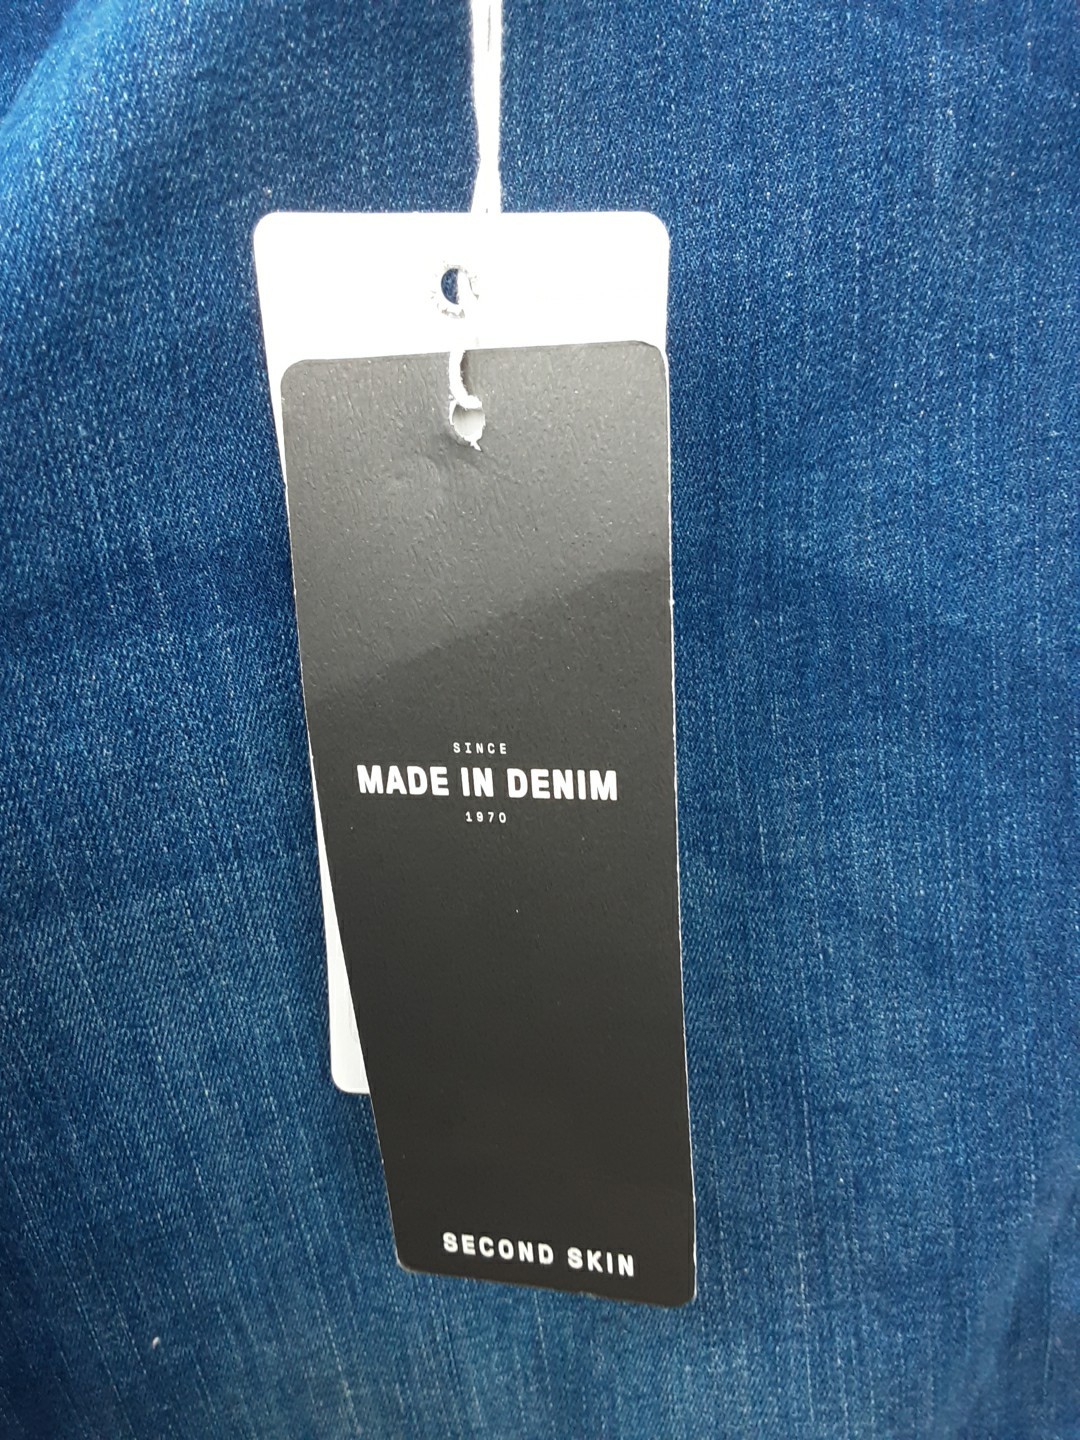 SINCE
MADE IN DENIM
1970
SECOND SKIN